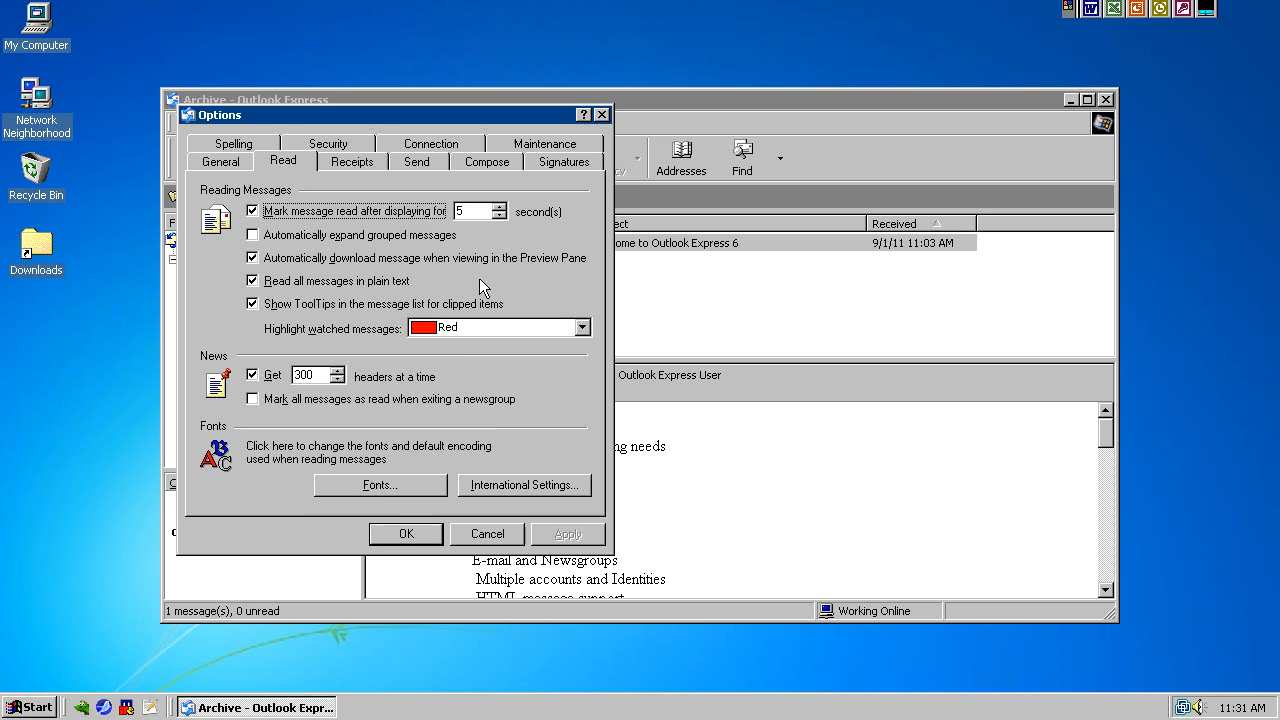 My Computer
Network
Neighborhood
Recycle Bin
Downloads
Archive - Outlook Express
Options
Spelling
Security
Connection
Maintenance
General
Read
Receipts
Send
Compose
Signatures
Reading Messages
Mark message read after displaying for 5 second(s)
Automatically expand grouped messages
Automatically download message when viewing in the Preview Pane
Read all messages in plain text
Show ToolTips in the message list for clipped items
Highlight watched messages: Red
News
Get 300 headers at a time
Mark all messages as read when exiting a newsgroup
Fonts
Click here to change the fonts and default encoding
used when reading messages
Fonts...
International Settings...
OK
Cancel
Apply
Addresses
Find
Received
ome to Outlook Express 6
9/1/11 11:03 AM
Outlook Express User
ng needs
E-mail and Newsgroups
Multiple accounts and Identities
HTML message support
1 message(s), 0 unread
Working Online
Start
Archive - Outlook Expr...
11:31 AM